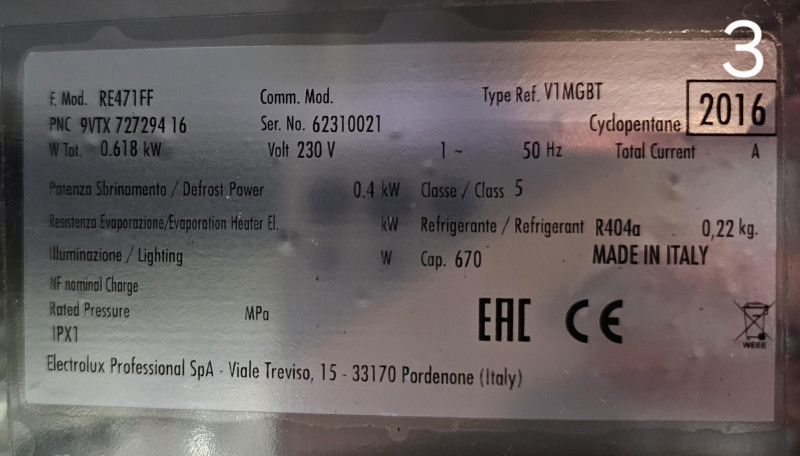 3
F. Mod. RE471FF Comm. Mod. Type Ref. V1MGBT 2016
PNC 9VTX 727294 16 Ser. No. 62310021 Cyclopentane
W Tot. 0.618 kW Volt 230 V 1 ~ 50 Hz Total Current A
Potenza Sbrinamento / Defrost Power 0.4 kW Classe / Class 5
Resistenza Evaporazione/Evaporation Heater El. kW Refrigerante / Refrigerant R404a 0,22 kg.
Illuminazione / Lighting W Cap. 670 MADE IN ITALY
NF nominal Charge
Rated Pressure MPa EAC CE
IPX1 WEEE
Electrolux Professional SpA - Viale Treviso, 15 - 33170 Pordenone (Italy)